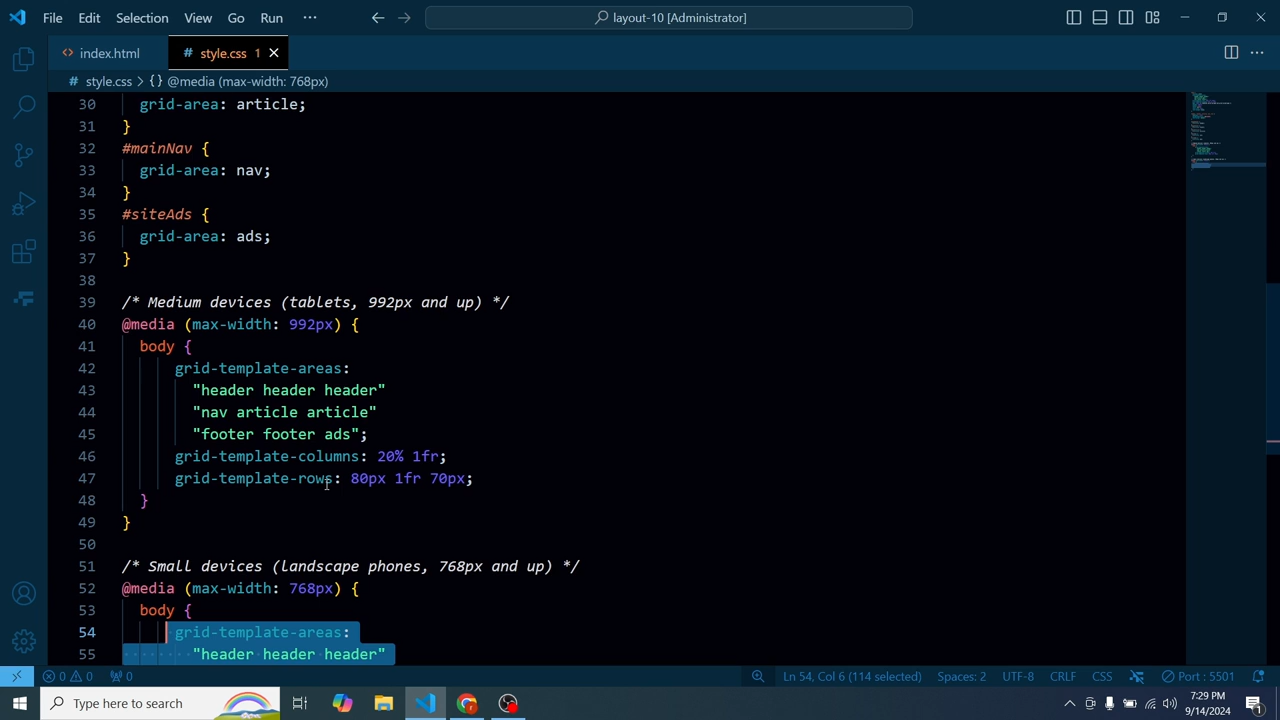 File Edit Selection View Go Run ··· layout-10 [Administrator]
index.html style.css 1
style.css > {} @media (max-width: 768px)
30 grid-area: article;
31 }
32 #mainNav {
33 grid-area: nav;
34 }
35 #siteAds {
36 grid-area: ads;
37 }
38
39 /* Medium devices (tablets, 992px and up) */
40 @media (max-width: 992px) {
41 body {
42 grid-template-areas:
43 "header header header"
44 "nav article article"
45 "footer footer ads";
46 grid-template-columns: 20% 1fr;
47 grid-template-rows: 80px 1fr 70px;
48 }
49 }
50
51 /* Small devices (landscape phones, 768px and up) */
52 @media (max-width: 768px) {
53 body {
54 grid-template-areas:
55 "header header header"
0 0 0 Ln 54, Col 6 (114 selected) Spaces: 2 UTF-8 CRLF CSS Port : 5501
Type here to search
7:29 PM
9/14/2024